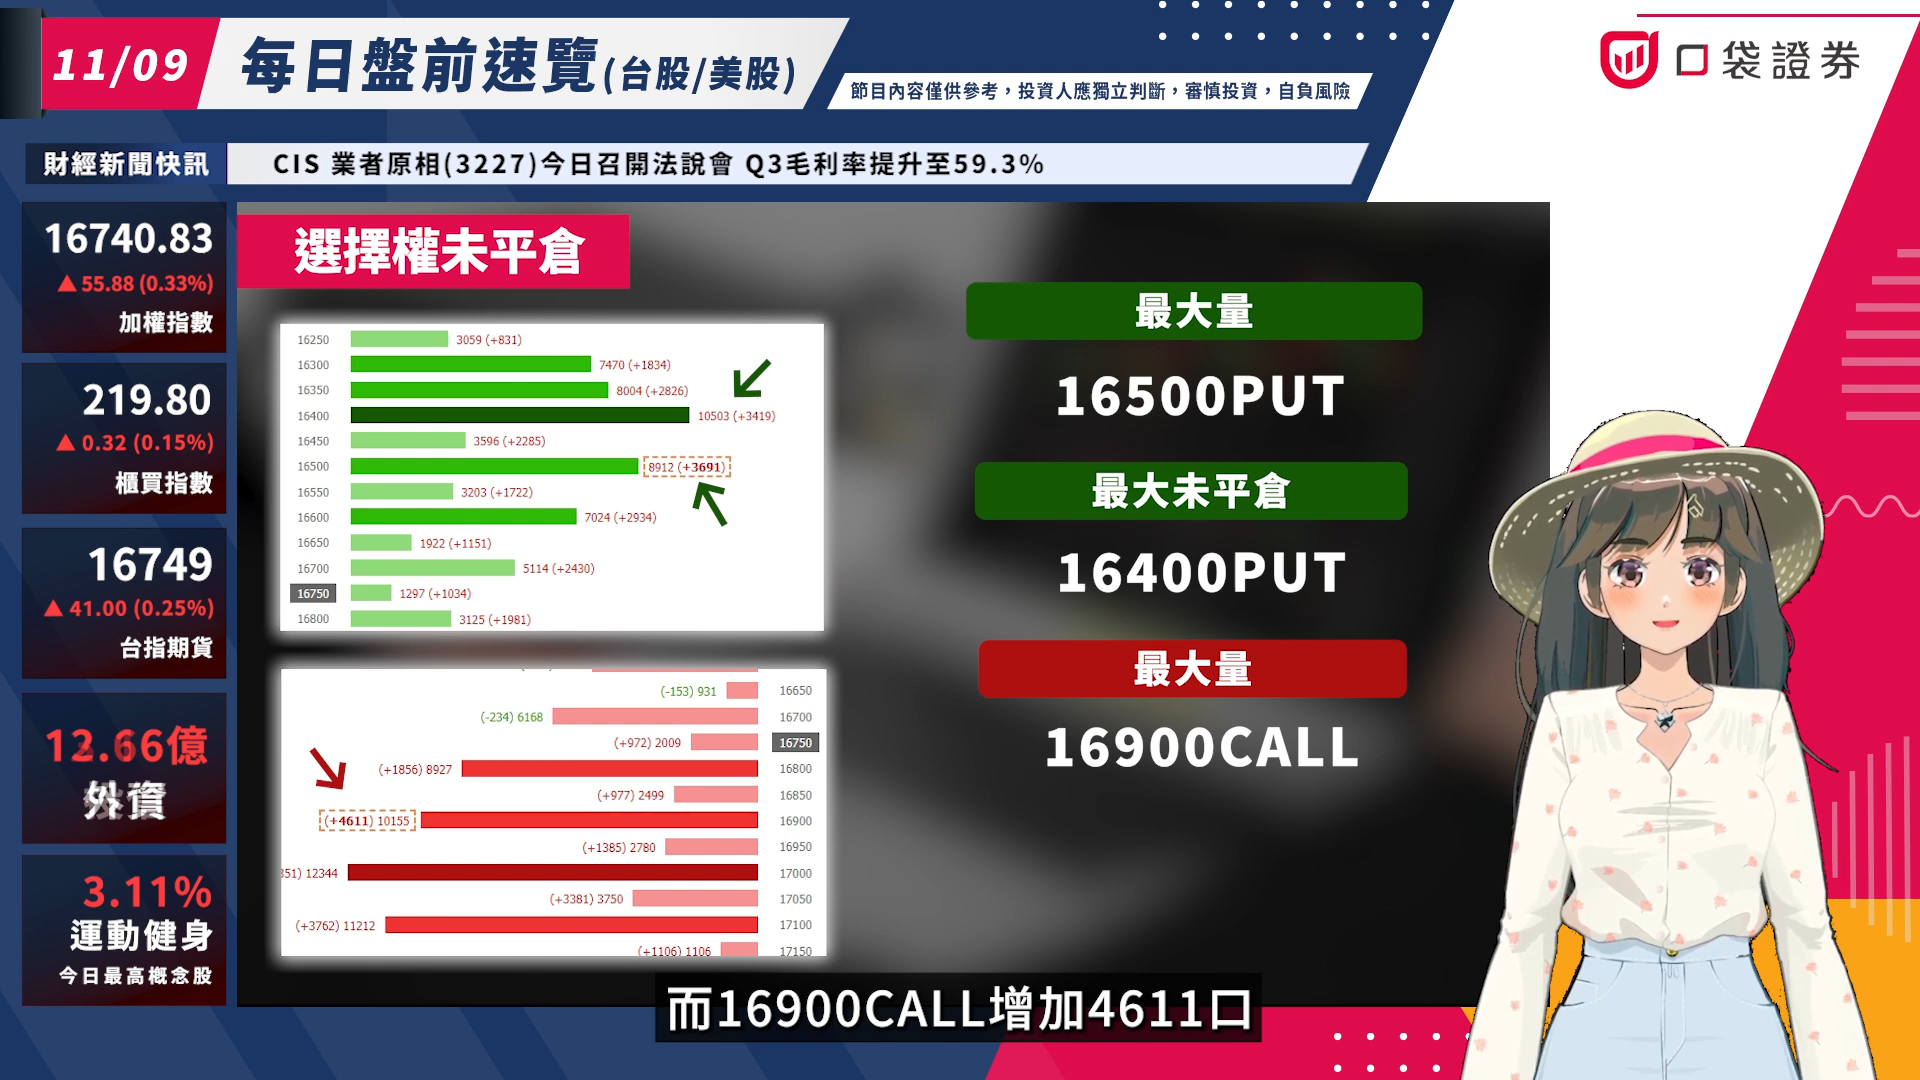 11/09
每日盤前速覽(台股/美股)
節目內容僅供參考，投資人應獨立判斷，審慎投資，自負風險
口袋證券
財經新聞快訊
CIS 業者原相(3227)今日召開法說會 Q3毛利率提升至59.3%
16740.83
▲ 55.88 (0.33%)
加權指數
219.80
▲ 0.32 (0.15%)
櫃買指數
16749
▲ 41.00 (0.25%)
台指期貨
12.66億
外資
3.11%
運動健身
今日最高概念股
選擇權未平倉
16250 3059 (+831)
16300 7470 (+1834)
16350 8004 (+2826)
16400 10503 (+3419)
16450 3596 (+2285)
16500 8912 (+3691)
16550 3203 (+1722)
16600 7024 (+2934)
16650 1922 (+1151)
16700 5114 (+2430)
16750 1297 (+1034)
16800 3125 (+1981)
(-153) 931 16650
(-234) 6168 16700
(+972) 2009 16750
(+1856) 8927 16800
(+977) 2499 16850
(+4611) 10155 16900
(+1385) 2780 16950
351) 12344 17000
(+3381) 3750 17050
(+3762) 11212 17100
(+1106) 1106 17150
最大量
16500PUT
最大未平倉
16400PUT
最大量
16900CALL
而16900CALL增加4611口